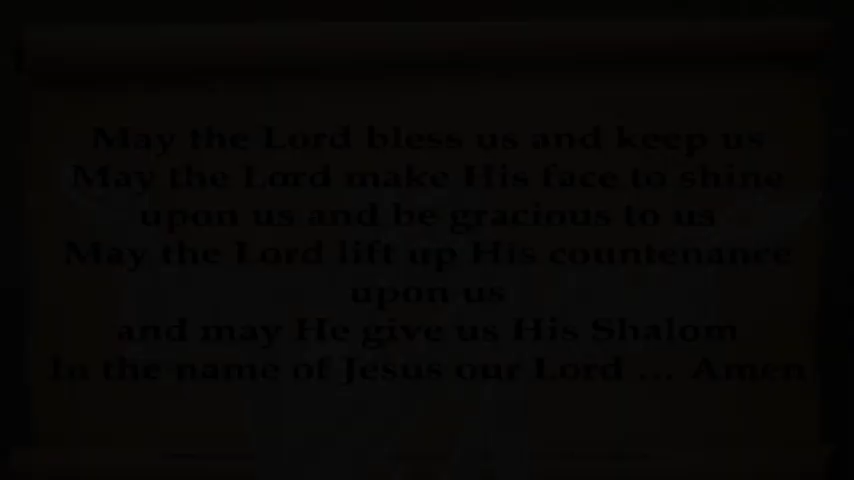 May the Lord bless us and keep us
May the Lord make His face to shine
upon us and be gracious to us
May the Lord lift up His countenance
upon us
and may He give us His Shalom
In the name of Jesus our Lord ... Amen